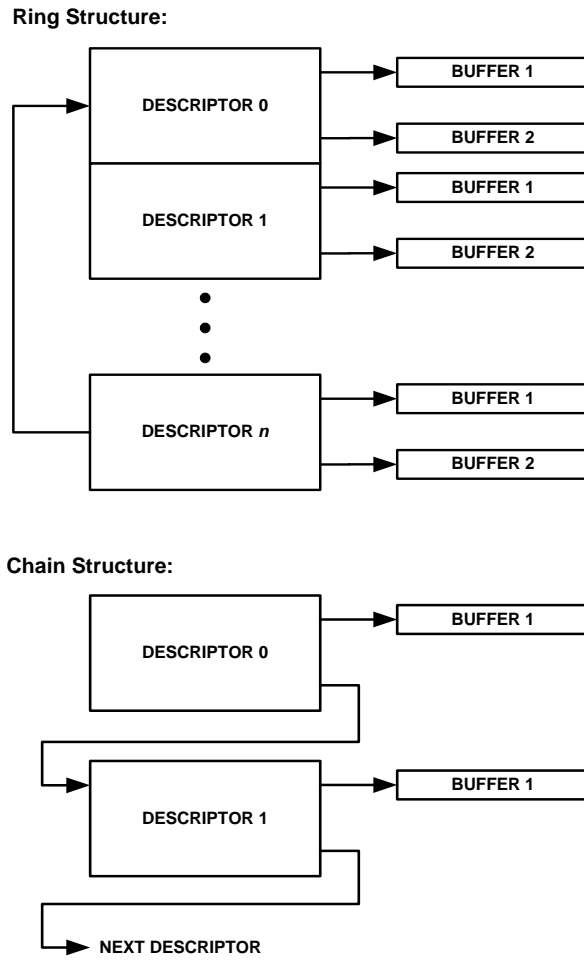 Ring Structure:
DESCRIPTOR 0
BUFFER 1
BUFFER 2
DESCRIPTOR 1
BUFFER 1
BUFFER 2
DESCRIPTOR n
BUFFER 1
BUFFER 2
Chain Structure:
DESCRIPTOR 0
BUFFER 1
DESCRIPTOR 1
BUFFER 1
NEXT DESCRIPTOR